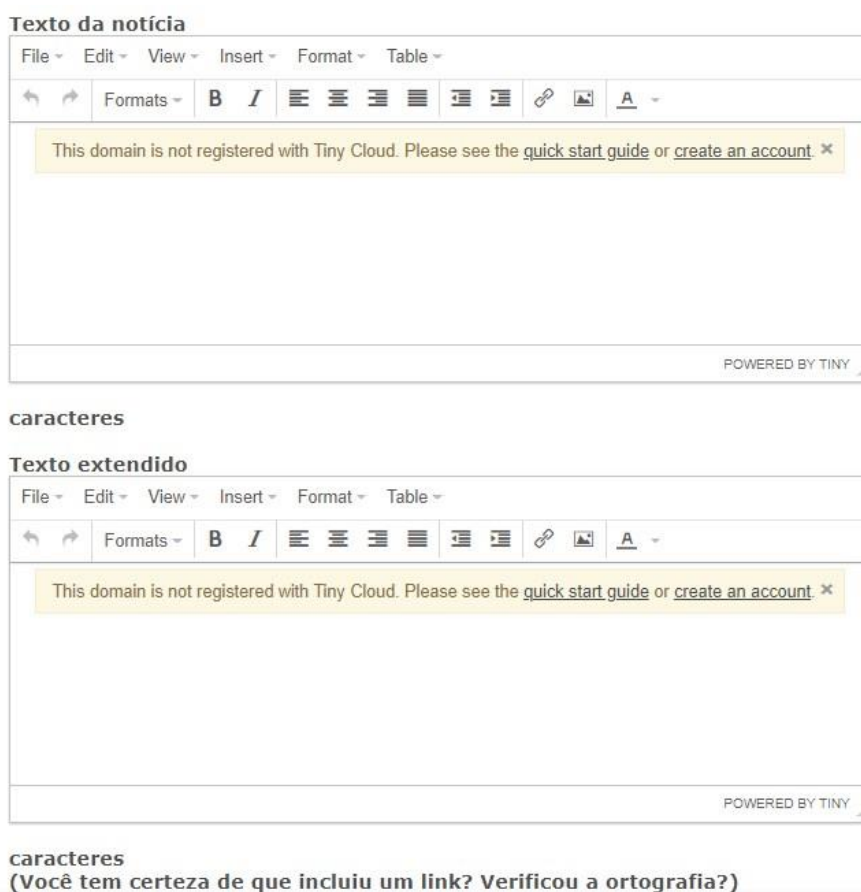 Texto da notícia
File Edit View Insert Format Table
Formats B I A
This domain is not registered with Tiny Cloud. Please see the quick start guide or create an account. ×
POWERED BY TINY
caracteres
Texto extendido
File Edit View Insert Format Table
Formats B I A
This domain is not registered with Tiny Cloud. Please see the quick start guide or create an account. ×
POWERED BY TINY
caracteres
(Você tem certeza de que incluiu um link? Verificou a ortografia?)